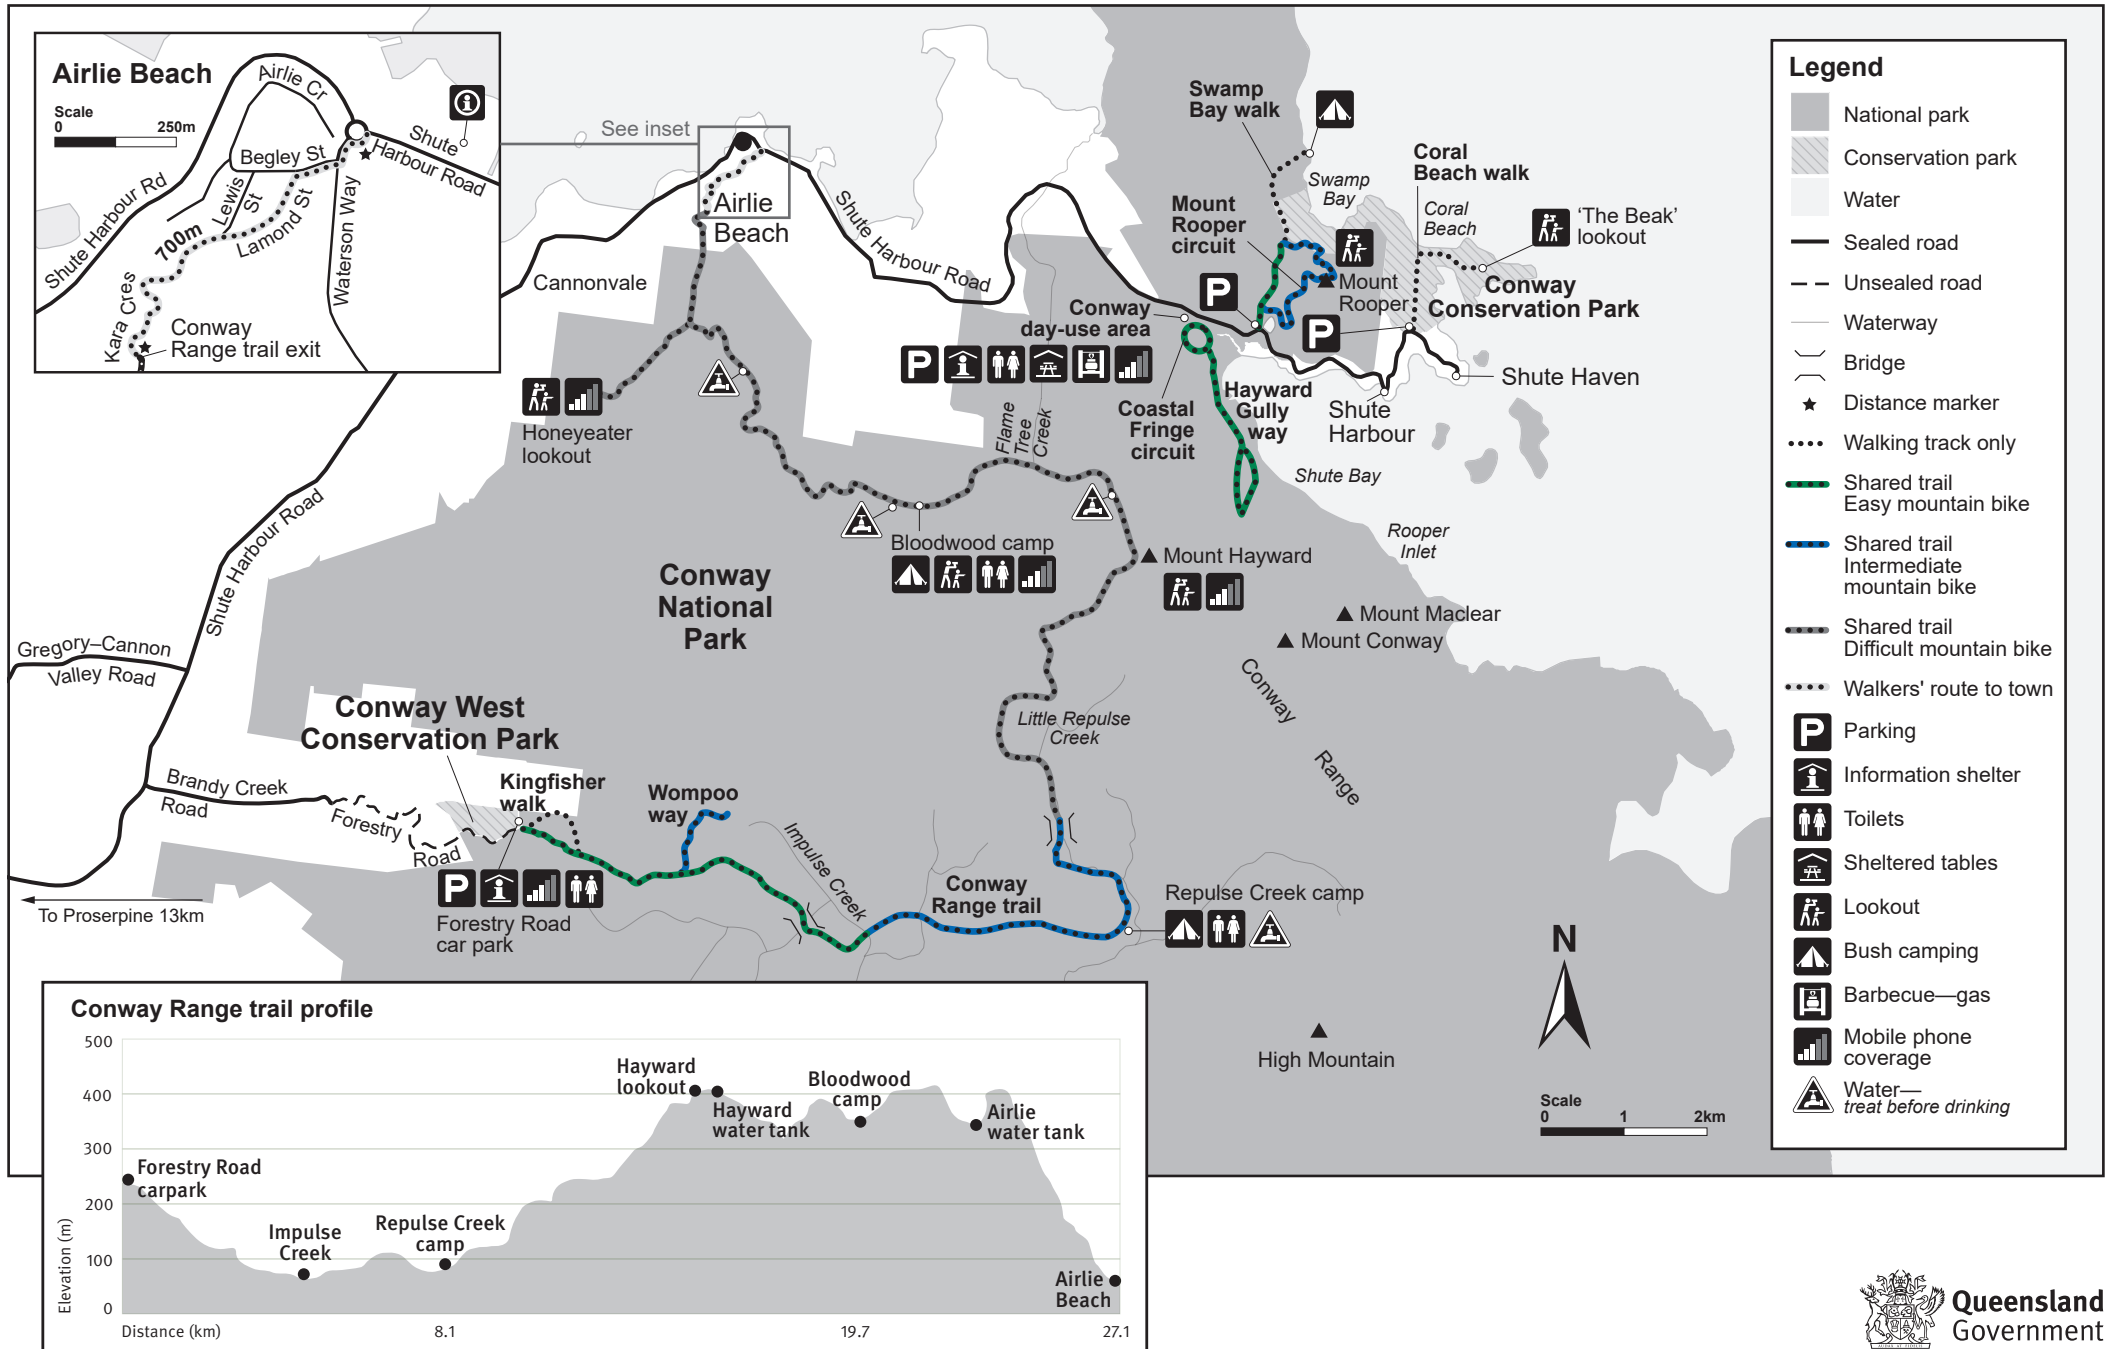 Airlie Beach
Scale
0 250m
Airlie Cr
Begley St
Lewis
St
Lamond St
Shute
Harbour Road
Shute Harbour Rd
700m
Kara Cres
Waterson Way
Conway
Range trail exit
See inset
Airlie
Beach
Cannonvale
Shute Harbour Road
Swamp
Bay walk
Swamp
Bay
Mount
Rooper
circuit
Coral
Beach walk
Coral
Beach
‘The Beak’
lookout
P
Mount
Rooper
P
Conway
Conservation Park
Conway
day-use area
P
Coastal
Fringe
circuit
Hayward
Gully
way
Shute
Harbour
Shute Haven
Shute Bay
Rooper
Inlet
Honeyeater
lookout
Flame
Tree
Creek
Bloodwood camp
Mount Hayward
Mount Maclear
Mount Conway
Conway
Range
Conway
National
Park
Shute Harbour Road
Gregory–Cannon
Valley Road
Conway West
Conservation Park
Brandy Creek
Road
Forestry
Road
Kingfisher
walk
Wompoo
way
Impulse Creek
Little Repulse
Creek
Conway
Range trail
Repulse Creek camp
P
Forestry Road
car park
To Proserpine 13km
High Mountain
N
Scale
0 1 2km
Legend
National park
Conservation park
Water
Sealed road
Unsealed road
Waterway
Bridge
Distance marker
Walking track only
Shared trail
Easy mountain bike
Shared trail
Intermediate
mountain bike
Shared trail
Difficult mountain bike
Walkers' route to town
P Parking
Information shelter
Toilets
Sheltered tables
Lookout
Bush camping
Barbecue—gas
Mobile phone
coverage
Water—
treat before drinking
Conway Range trail profile
500
400
300
200
100
0
Elevation (m)
Forestry Road
carpark
Impulse
Creek
Repulse Creek
camp
Hayward
lookout
Hayward
water tank
Bloodwood
camp
Airlie
water tank
Airlie
Beach
Distance (km) 8.1 19.7 27.1
Queensland
Government